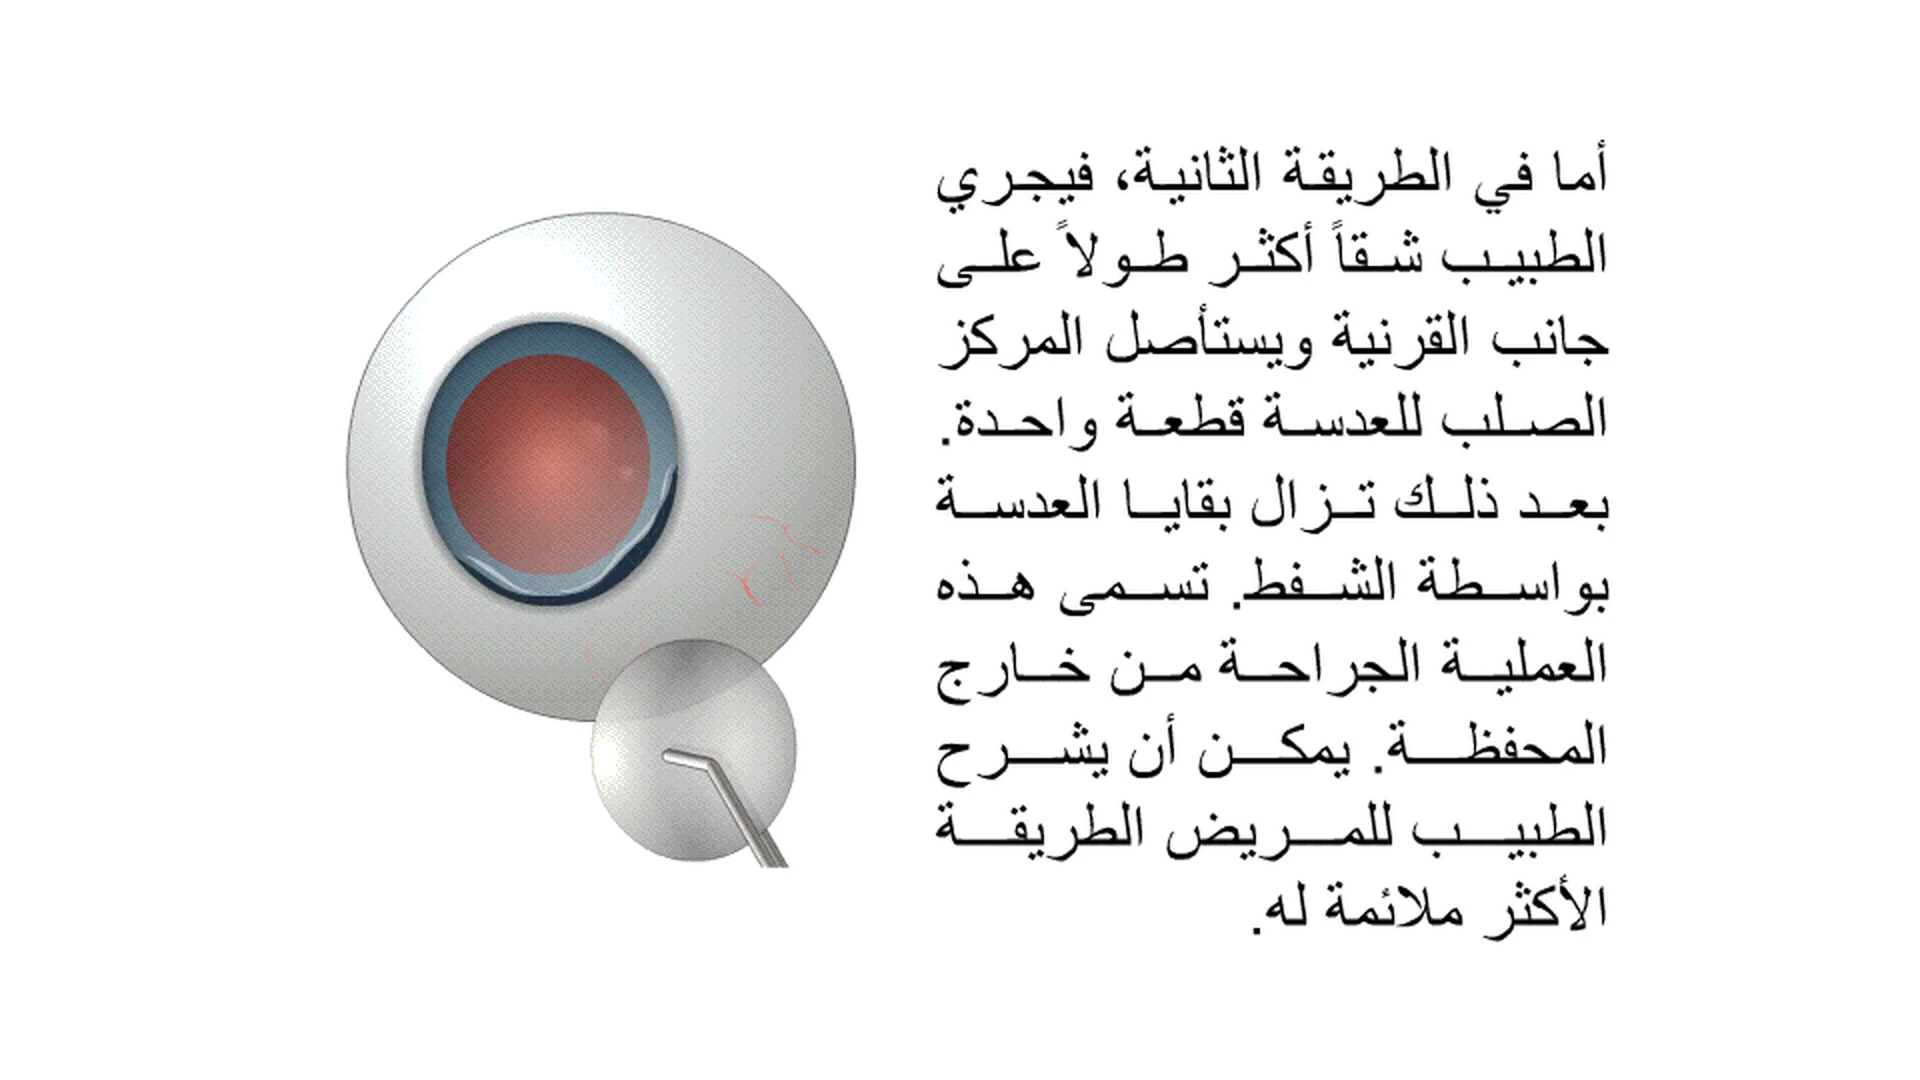 أما في الطريقة الثانية، فيجري
الطبيب شقاً أكثر طولاً على
جانب القرنية ويستأصل المركز
الصلب للعدسة قطعة واحدة.
بعد ذلك تزال بقايا العدسة
بواسطة الشفط. تسمى هذه
العملية الجراحة من خارج
المحفظة. يمكن أن يشرح
الطبيب للمريض الطريقة
الأكثر ملائمة له.